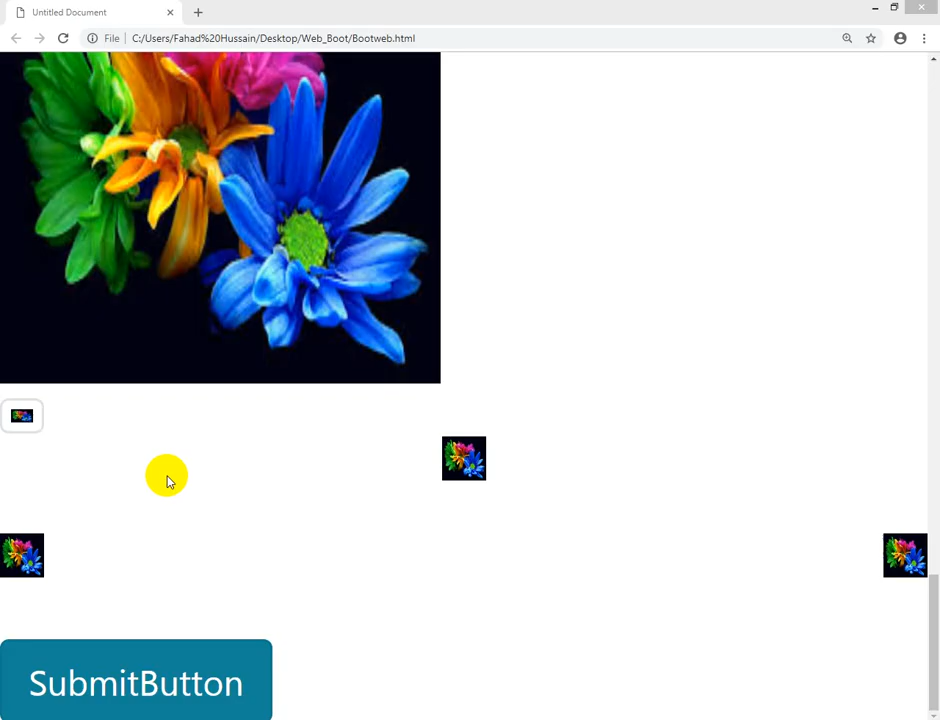 Untitled Document
File C:/Users/Fahad%20Hussain/Desktop/Web_Boot/Bootweb.html
SubmitButton